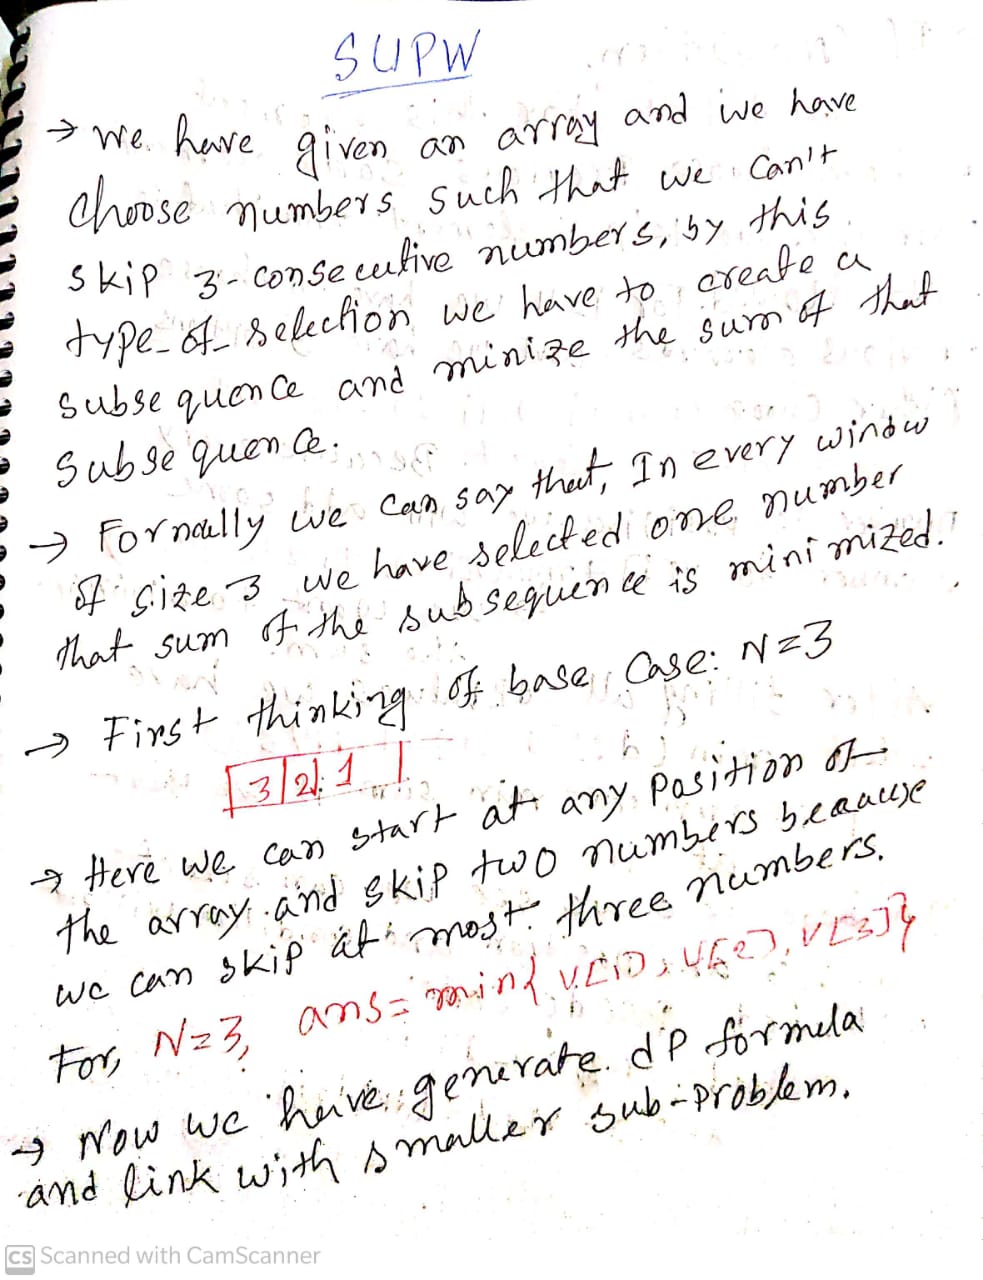 SUPW
→ we have given an array and we have
choose numbers such that we can't
skip 3-consecutive numbers, by this
type of selection we have to create a
subsequence and minize the sum of that
subsequence.
→ Fornally we can say that, In every window
of size 3 we have selected one number
that sum of the subsequence is minimized.
→ First thinking of base Case: N=3
3 2 1
→ Here we can start at any position of
the array and skip two numbers because
we can skip at most three numbers.
For, N=3, ans= min{ v[1], v[2], v[3]}
→ Now we have generate dP formela
and link with smaller sub-problem.
CS Scanned with CamScanner